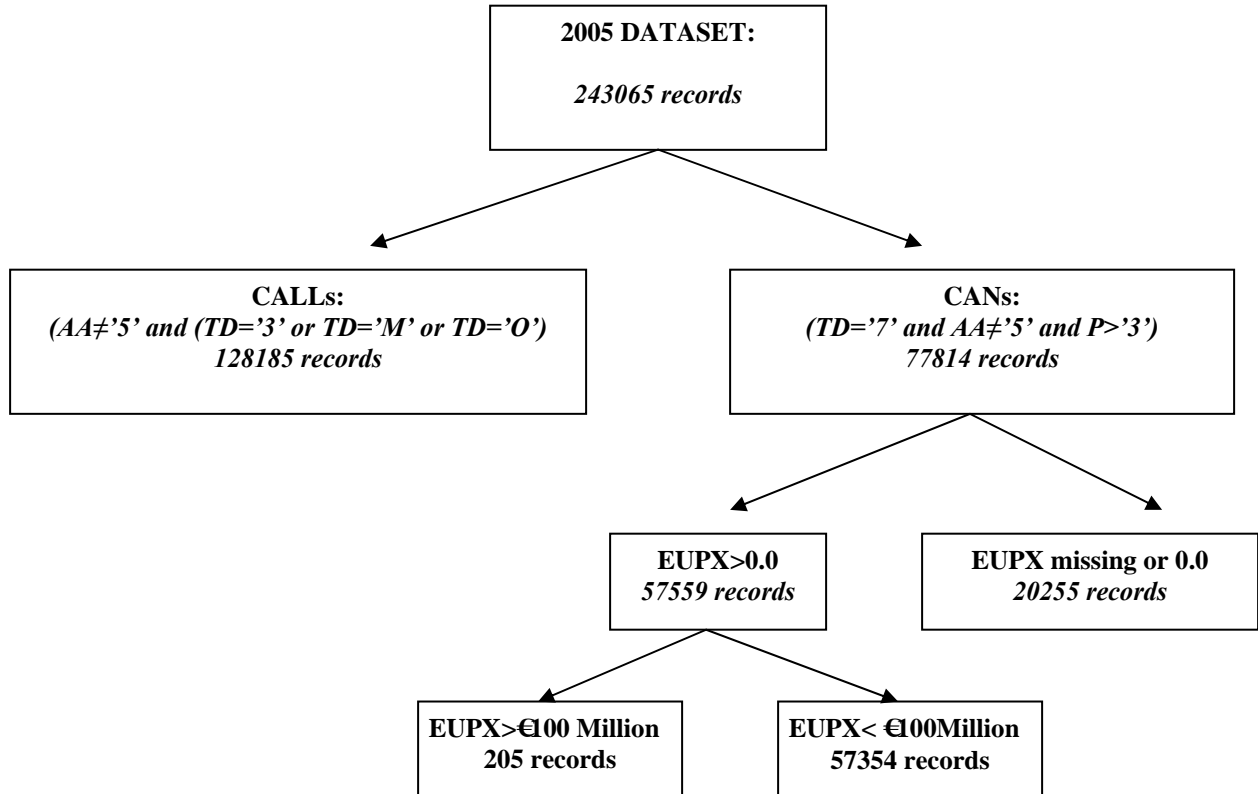 2005 DATASET:
243065 records
CALLs:
(AA≠’5’ and (TD=’3’ or TD=’M’ or TD=’O’)
128185 records
CANs:
(TD=’7’ and AA≠’5’ and P>’3’)
77814 records
EUPX>0.0
57559 records
EUPX missing or 0.0
20255 records
EUPX>€100 Million
205 records
EUPX< €100Million
57354 records